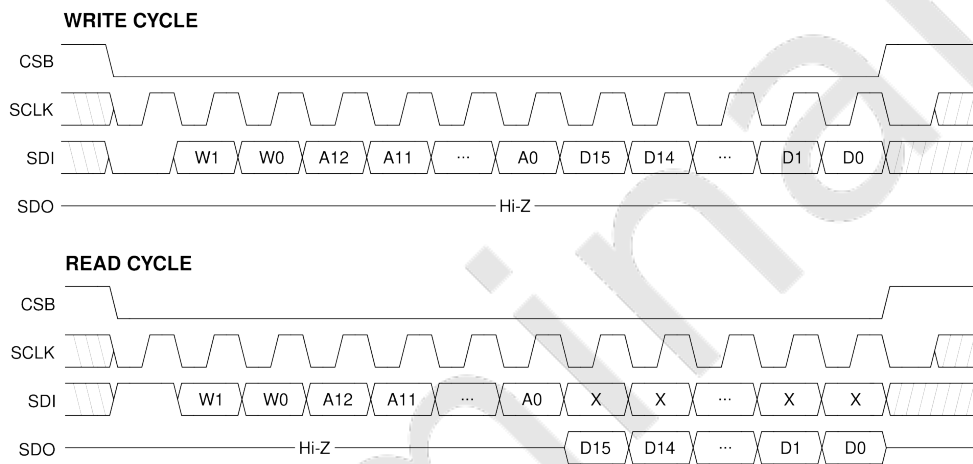 WRITE CYCLE
CSB
SCLK
SDI W1 W0 A12 A11 ... A0 D15 D14 ... D1 D0
SDO Hi-Z
READ CYCLE
CSB
SCLK
SDI W1 W0 A12 A11 ... A0 X X ... X X
SDO Hi-Z D15 D14 ... D1 D0